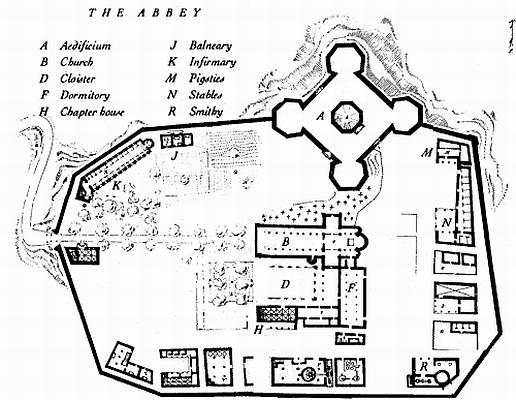 THE ABBEY
A Aedificium
B Church
D Cloister
F Dormitory
H Chapter house
J Balneary
K Infirmary
M Pigsties
N Stables
R Smithy
A
M
J
K
N
B
D
F
H
R